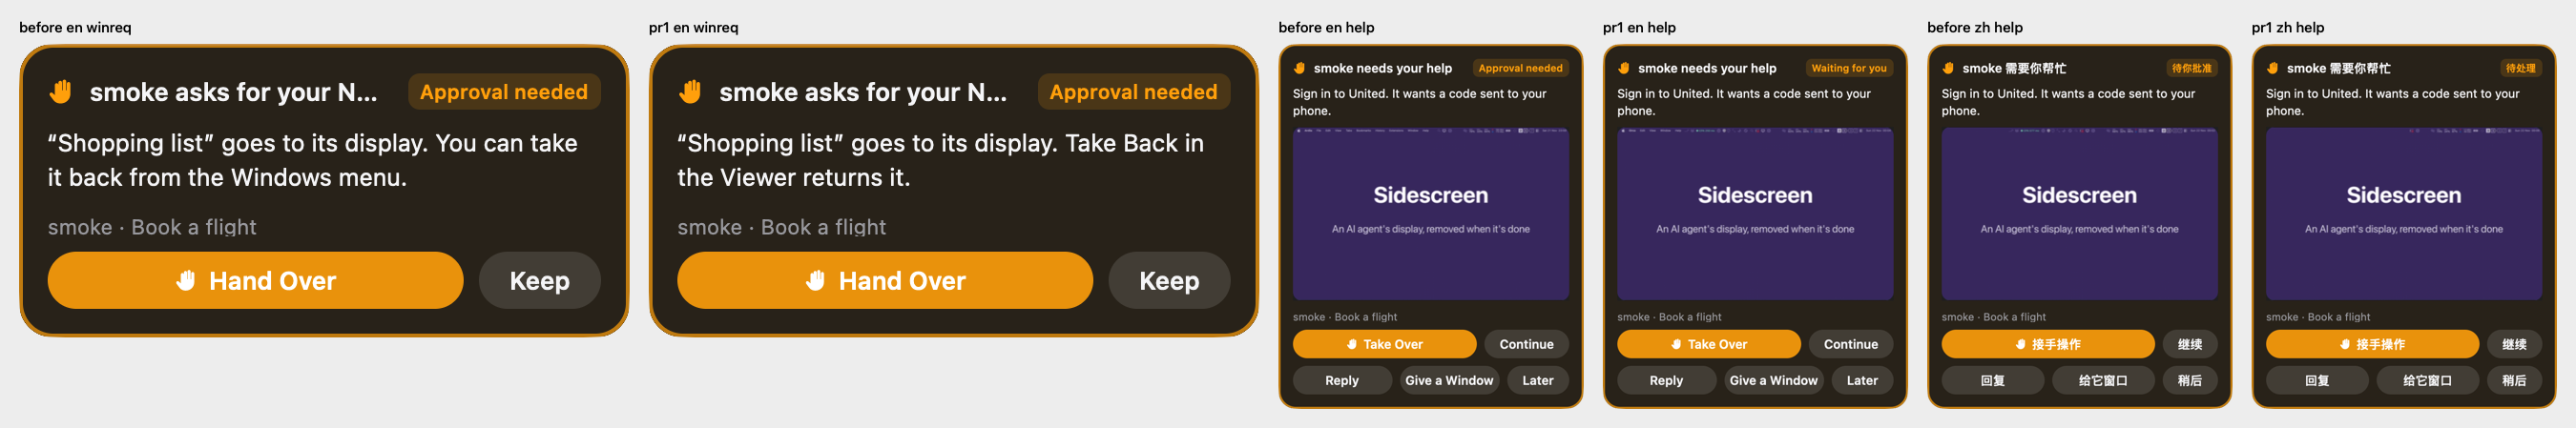 before en winreq
smoke asks for your N...
Approval needed
“Shopping list” goes to its display. You can take
it back from the Windows menu.
smoke · Book a flight
Hand Over
Keep
pr1 en winreq
smoke asks for your N...
Approval needed
“Shopping list” goes to its display. Take Back in
the Viewer returns it.
smoke · Book a flight
Hand Over
Keep
before en help
smoke needs your help
Approval needed
Sign in to United. It wants a code sent to your
phone.
Sidescreen
An AI agent's display, removed when it's done
smoke · Book a flight
Take Over
Continue
Reply
Give a Window
Later
pr1 en help
smoke needs your help
Waiting for you
Sign in to United. It wants a code sent to your
phone.
Sidescreen
An AI agent's display, removed when it's done
smoke · Book a flight
Take Over
Continue
Reply
Give a Window
Later
before zh help
smoke 需要你帮忙
待你批准
Sign in to United. It wants a code sent to your
phone.
Sidescreen
An AI agent's display, removed when it's done
smoke · Book a flight
接手操作
继续
回复
给它窗口
稍后
pr1 zh help
smoke 需要你帮忙
待处理
Sign in to United. It wants a code sent to your
phone.
Sidescreen
An AI agent's display, removed when it's done
smoke · Book a flight
接手操作
继续
回复
给它窗口
稍后